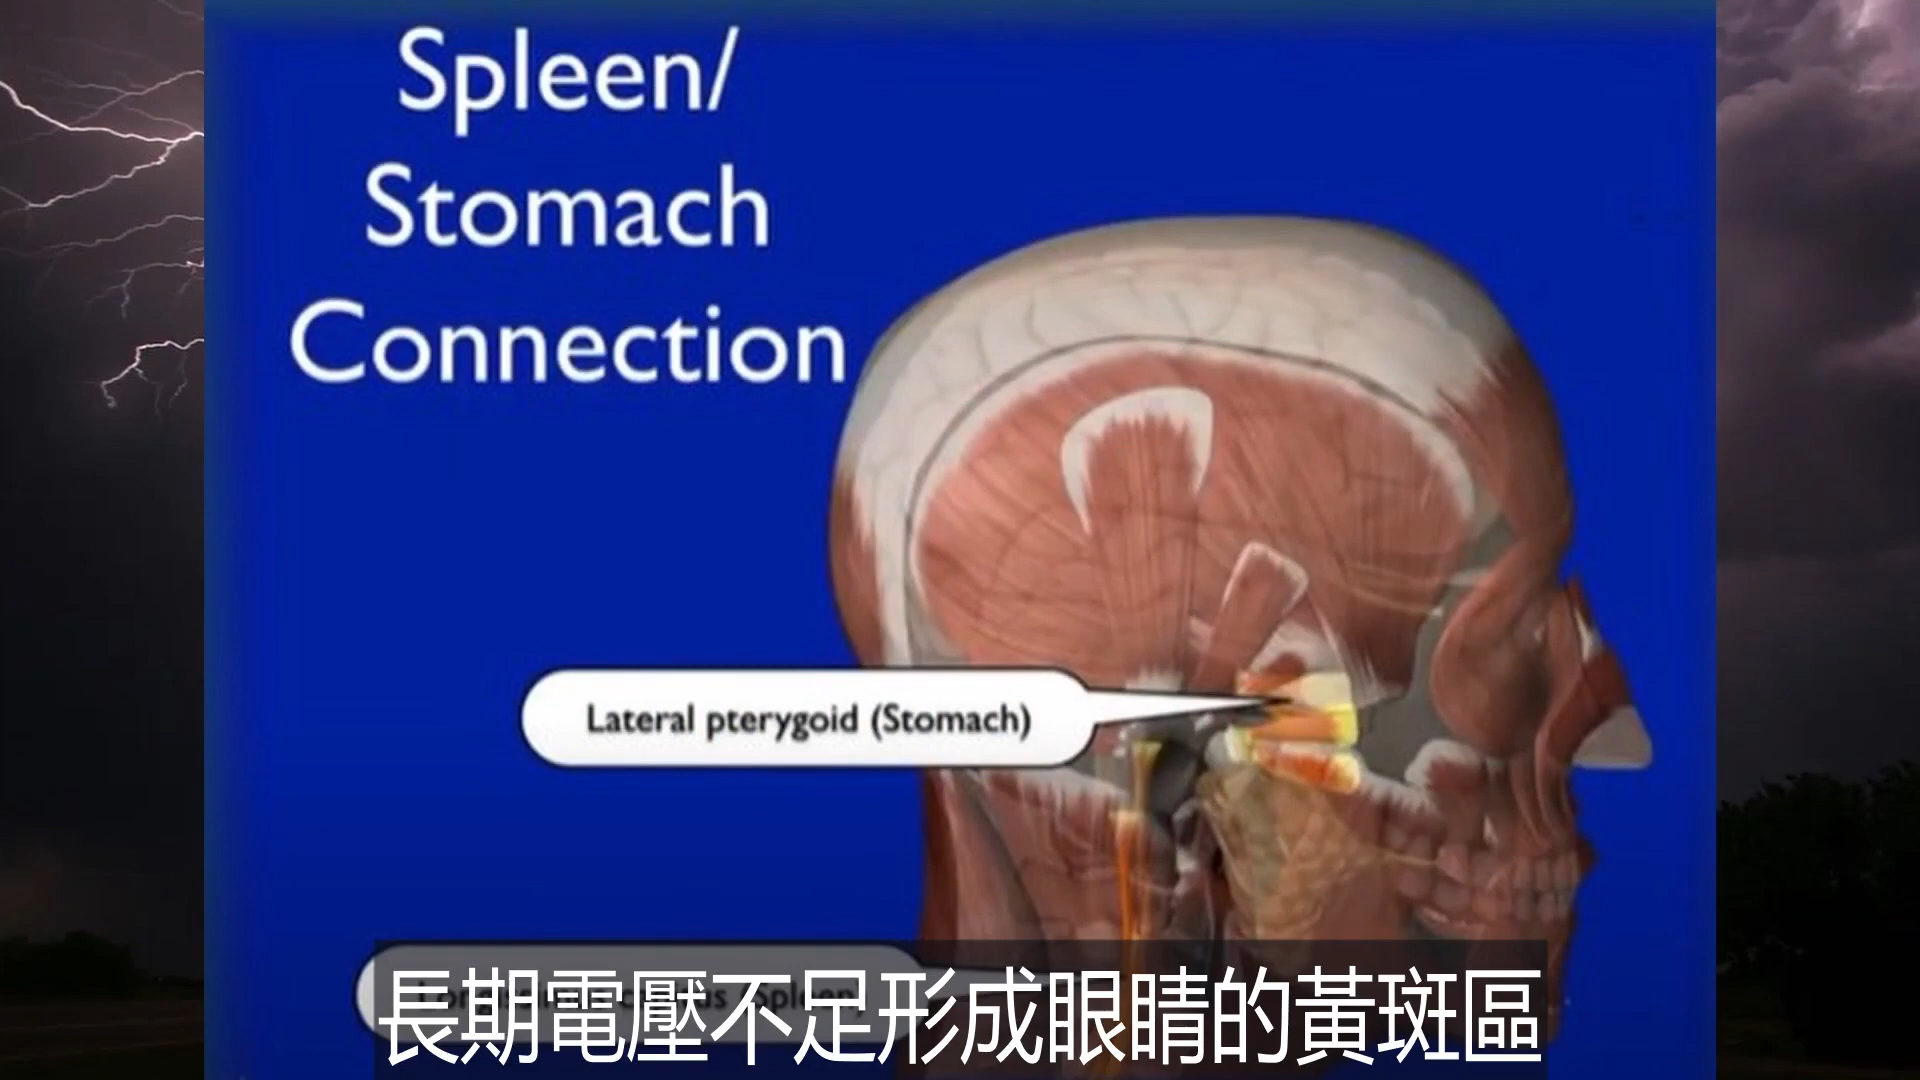 Spleen/
Stomach
Connection
Lateral pterygoid (Stomach)
長期電壓不足形成眼睛的黃斑區